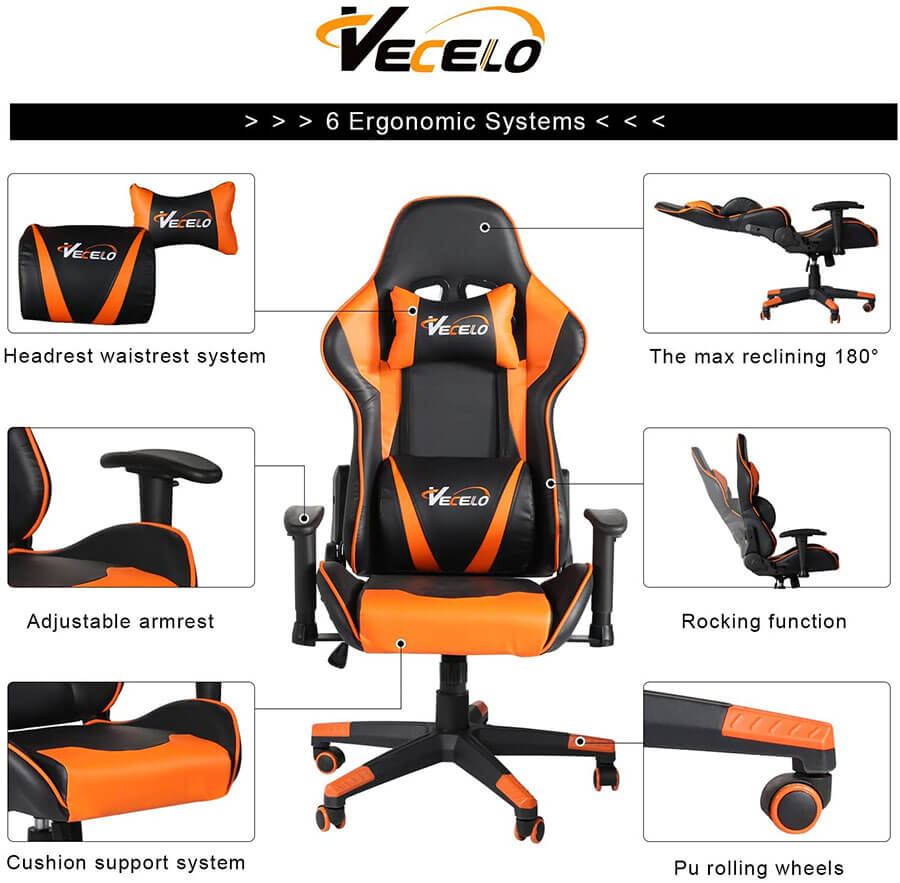 VECELO
> > > 6 Ergonomic Systems < < <
VECELO
VECELO
Headrest waistrest system
VECELO
The max reclining 180°
VECELO
Adjustable armrest
Rocking function
Cushion support system
Pu rolling wheels